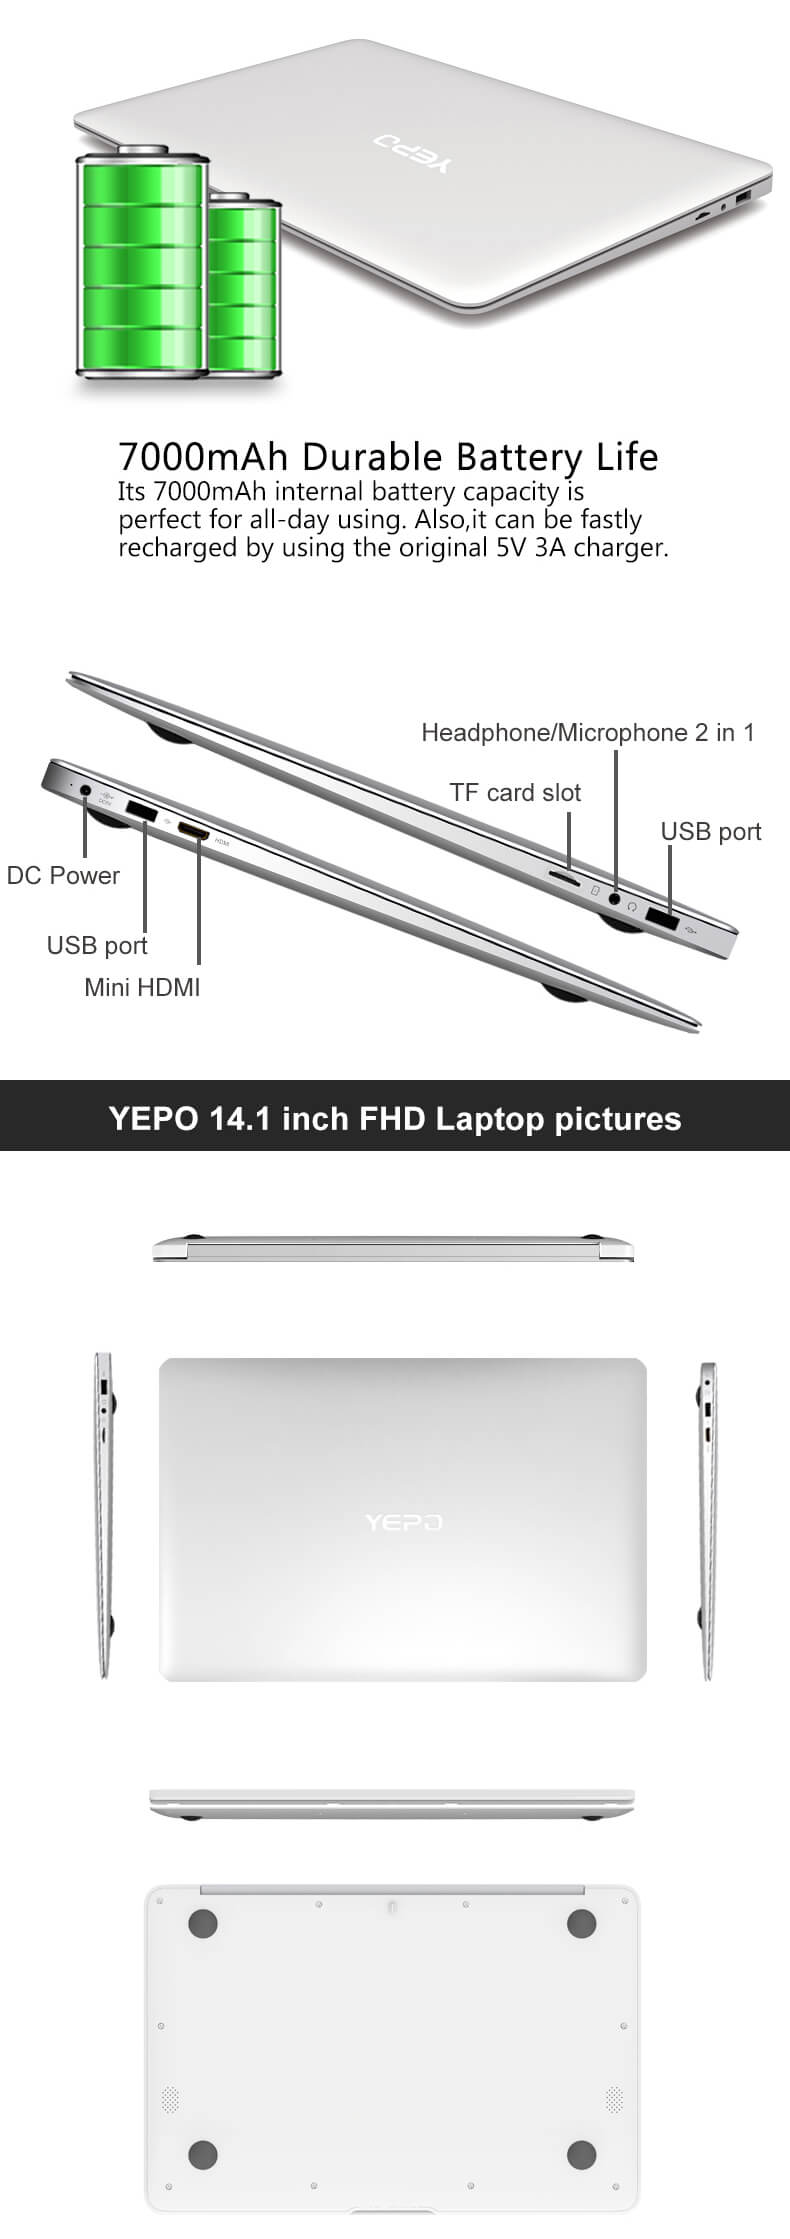 YEPO
7000mAh Durable Battery Life
Its 7000mAh internal battery capacity is
perfect for all-day using. Also,it can be fastly
recharged by using the original 5V 3A charger.
Headphone/Microphone 2 in 1
TF card slot
USB port
DC Power
USB port
Mini HDMI
HDMI
YEPO 14.1 inch FHD Laptop pictures
YEPO